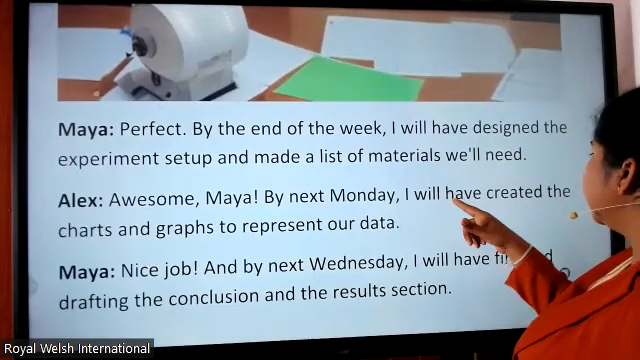 Maya: Perfect. By the end of the week, I will have designed the
experiment setup and made a list of materials we'll need.
Alex: Awesome, Maya! By next Monday, I will have created the
charts and graphs to represent our data.
Maya: Nice job! And by next Wednesday, I will have
drafting the conclusion and the results section.
Royal Welsh International